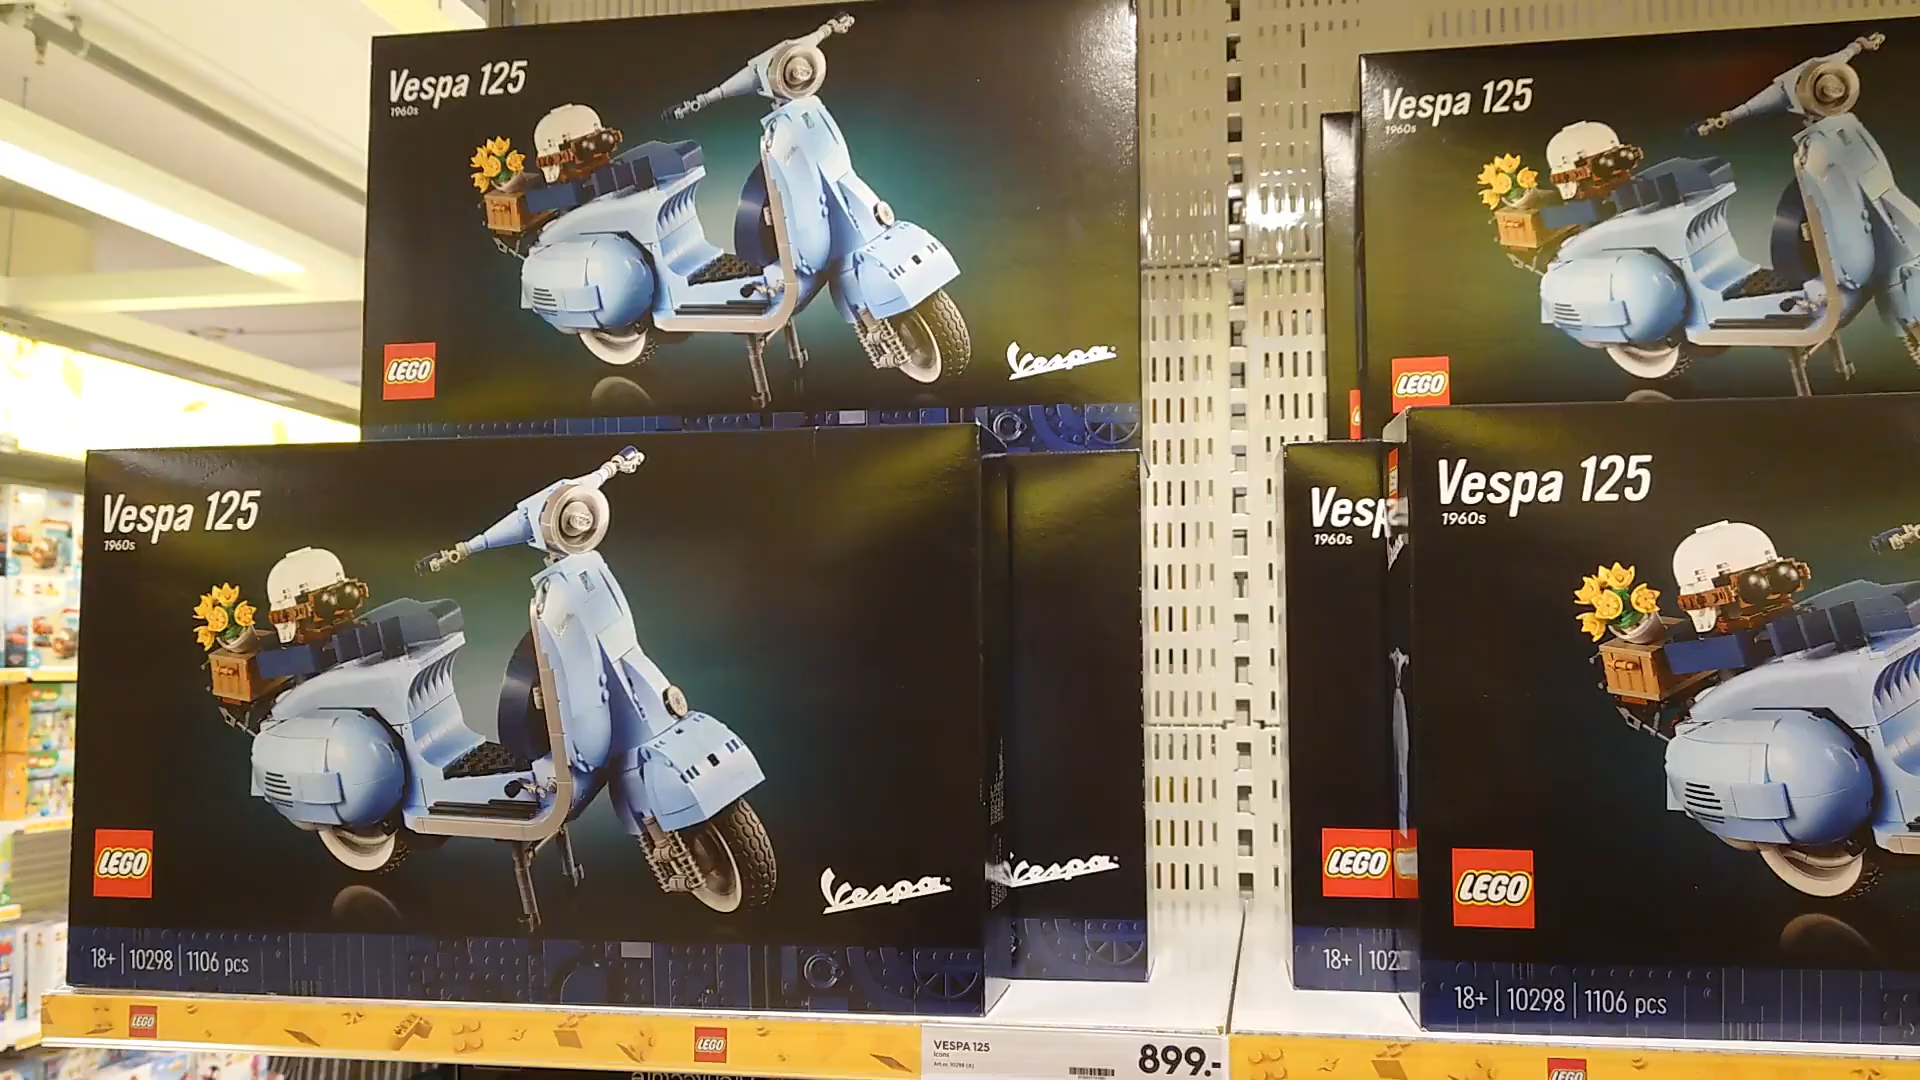 Vespa 125
1960s
LEGO
Vespa
Vespa 125
1960s
LEGO
Vespa 125
1960s
LEGO
Vespa
18+ | 10298 | 1106 pcs
Vespa
Vesp
1960s
LEGO
18+ | 102
Vespa 125
1960s
LEGO
18+ | 10298 | 1106 pcs
LEGO
LEGO
VESPA 125
Icons
899.-
LEGO